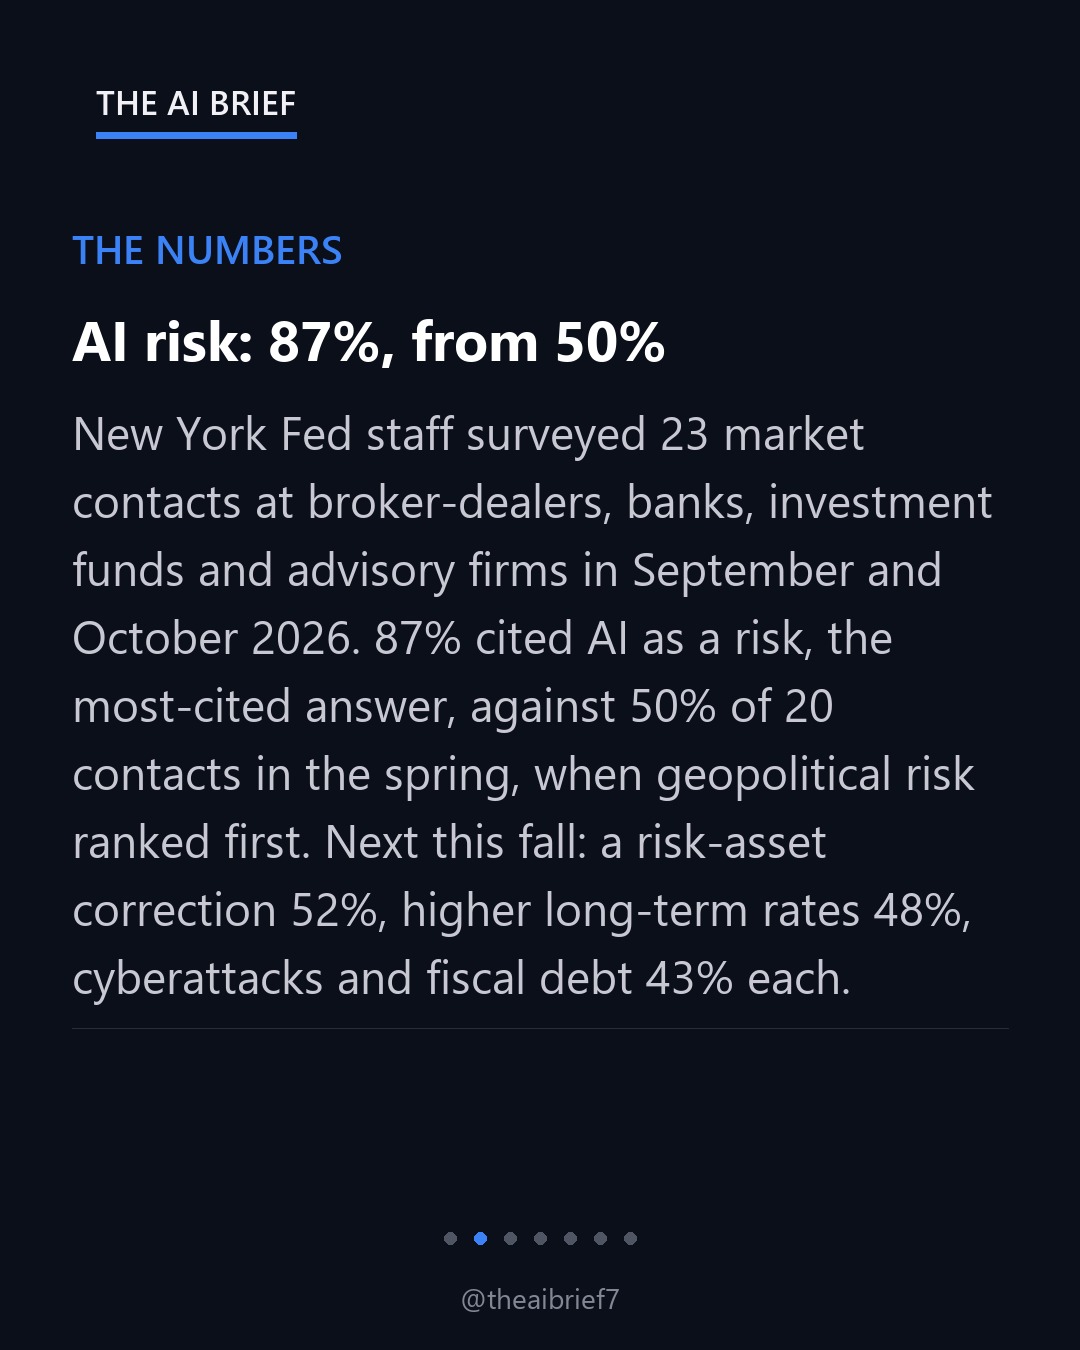 THE AI BRIEF
THE NUMBERS
AI risk: 87%, from 50%
New York Fed staff surveyed 23 market
contacts at broker-dealers, banks, investment
funds and advisory firms in September and
October 2026. 87% cited AI as a risk, the
most-cited answer, against 50% of 20
contacts in the spring, when geopolitical risk
ranked first. Next this fall: a risk-asset
correction 52%, higher long-term rates 48%,
cyberattacks and fiscal debt 43% each.
@theaibrief7